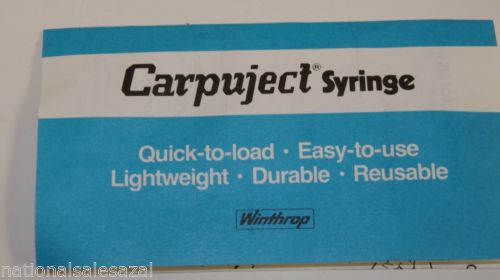 Carpuject® Syringe
Quick-to-load · Easy-to-use
Lightweight · Durable · Reusable
Winthrop
nationalsalesazal